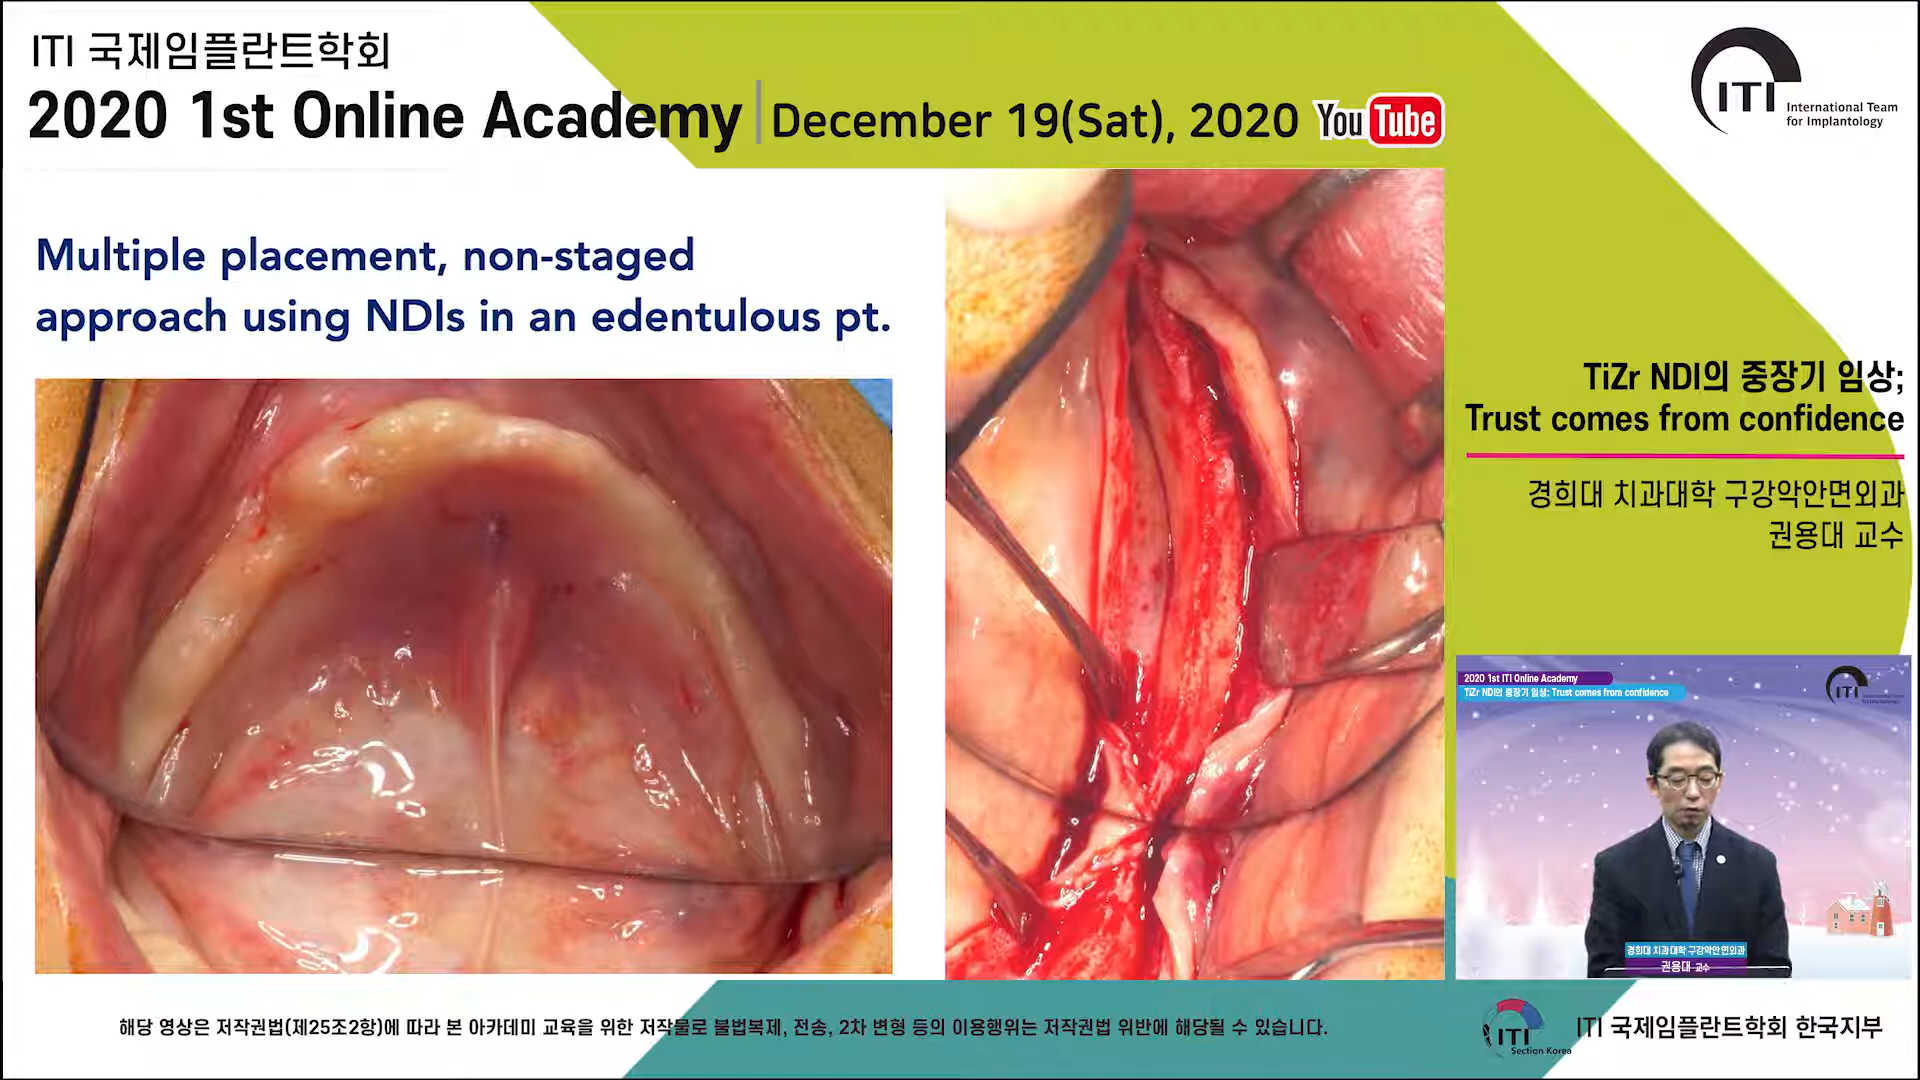 ITI 국제임플란트학회
2020 1st Online Academy
December 19(Sat), 2020 YouTube
ITI
International Team
for Implantology
Multiple placement, non-staged
approach using NDIs in an edentulous pt.
TiZr NDI의 중장기 임상;
Trust comes from confidence
경희대 치과대학 구강악안면외과
권용대 교수
2020 1st ITI Online Academy
TiZr NDI의 중장기 임상; Trust comes from confidence
ITI
International Team
for Implantology
경희대 치과대학 구강악안면외과
권용대 교수
해당 영상은 저작권법(제25조2항)에 따라 본 아카데미 교육을 위한 저작물로 불법복제, 전송, 2차 변형 등의 이용행위는 저작권법 위반에 해당될 수 있습니다.
ITI
Section Korea
ITI 국제임플란트학회 한국지부